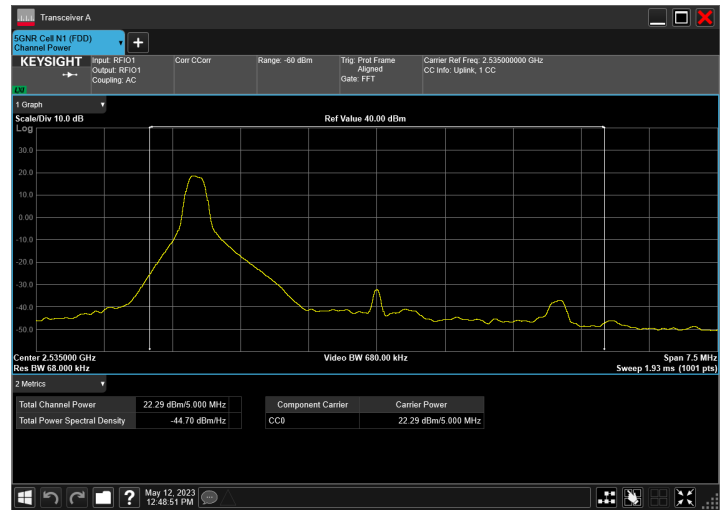 Transceiver A
5GNR Cell N1 (FDD)
Channel Power
KEYSIGHT
Input: RFIO1
Output: RFIO1
Coupling: AC
Corr CCorr
Range: -60 dBm
Trig: Prot Frame
Aligned
Gate: FFT
Carrier Ref Freq: 2.535000000 GHz
CC Info: Uplink, 1 CC
LXI
1 Graph
Scale/Div 10.0 dB
Ref Value 40.00 dBm
Log
30.0
20.0
10.0
0.00
-10.0
-20.0
-30.0
-40.0
-50.0
Center 2.535000 GHz
Video BW 680.00 kHz
Span 7.5 MHz
Res BW 68.000 kHz
Sweep 1.93 ms (1001 pts)
2 Metrics
Total Channel Power 22.29 dBm/5.000 MHz
Total Power Spectral Density -44.70 dBm/Hz
Component Carrier Carrier Power
CC0 22.29 dBm/5.000 MHz
?
May 12, 2023
12:48:51 PM